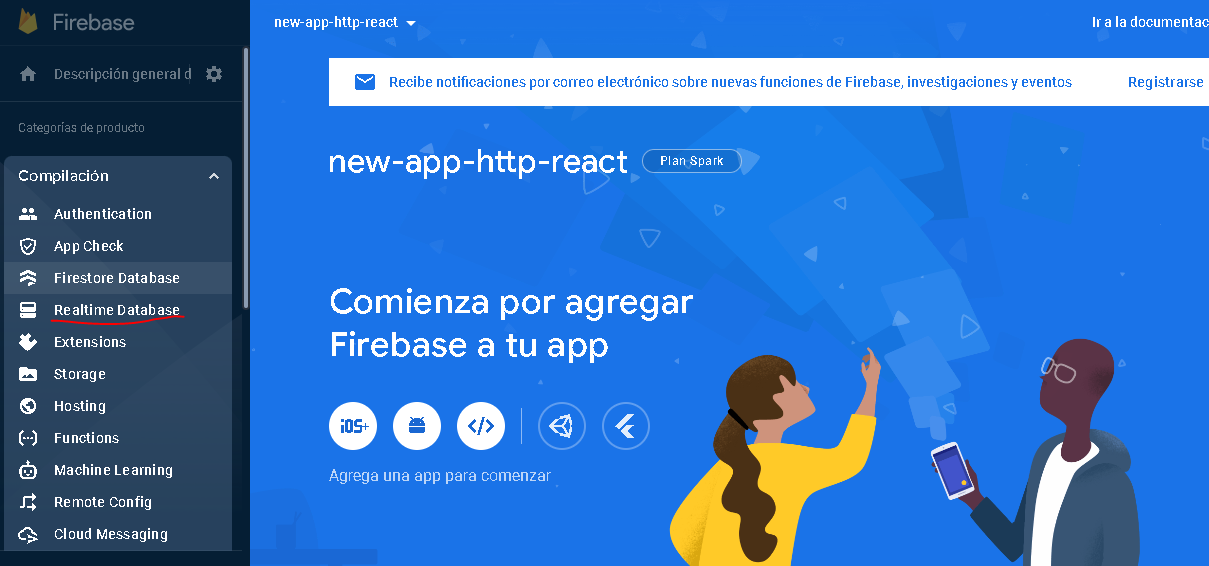 Firebase
Descripción general d
Categorías de producto
Compilación
Authentication
App Check
Firestore Database
Realtime Database
Extensions
Storage
Hosting
Functions
Machine Learning
Remote Config
Cloud Messaging
new-app-http-react
Ir a la documentac
Recibe notificaciones por correo electrónico sobre nuevas funciones de Firebase, investigaciones y eventos
Registrarse
new-app-http-react
Plan Spark
Comienza por agregar
Firebase a tu app
iOS+
Agrega una app para comenzar